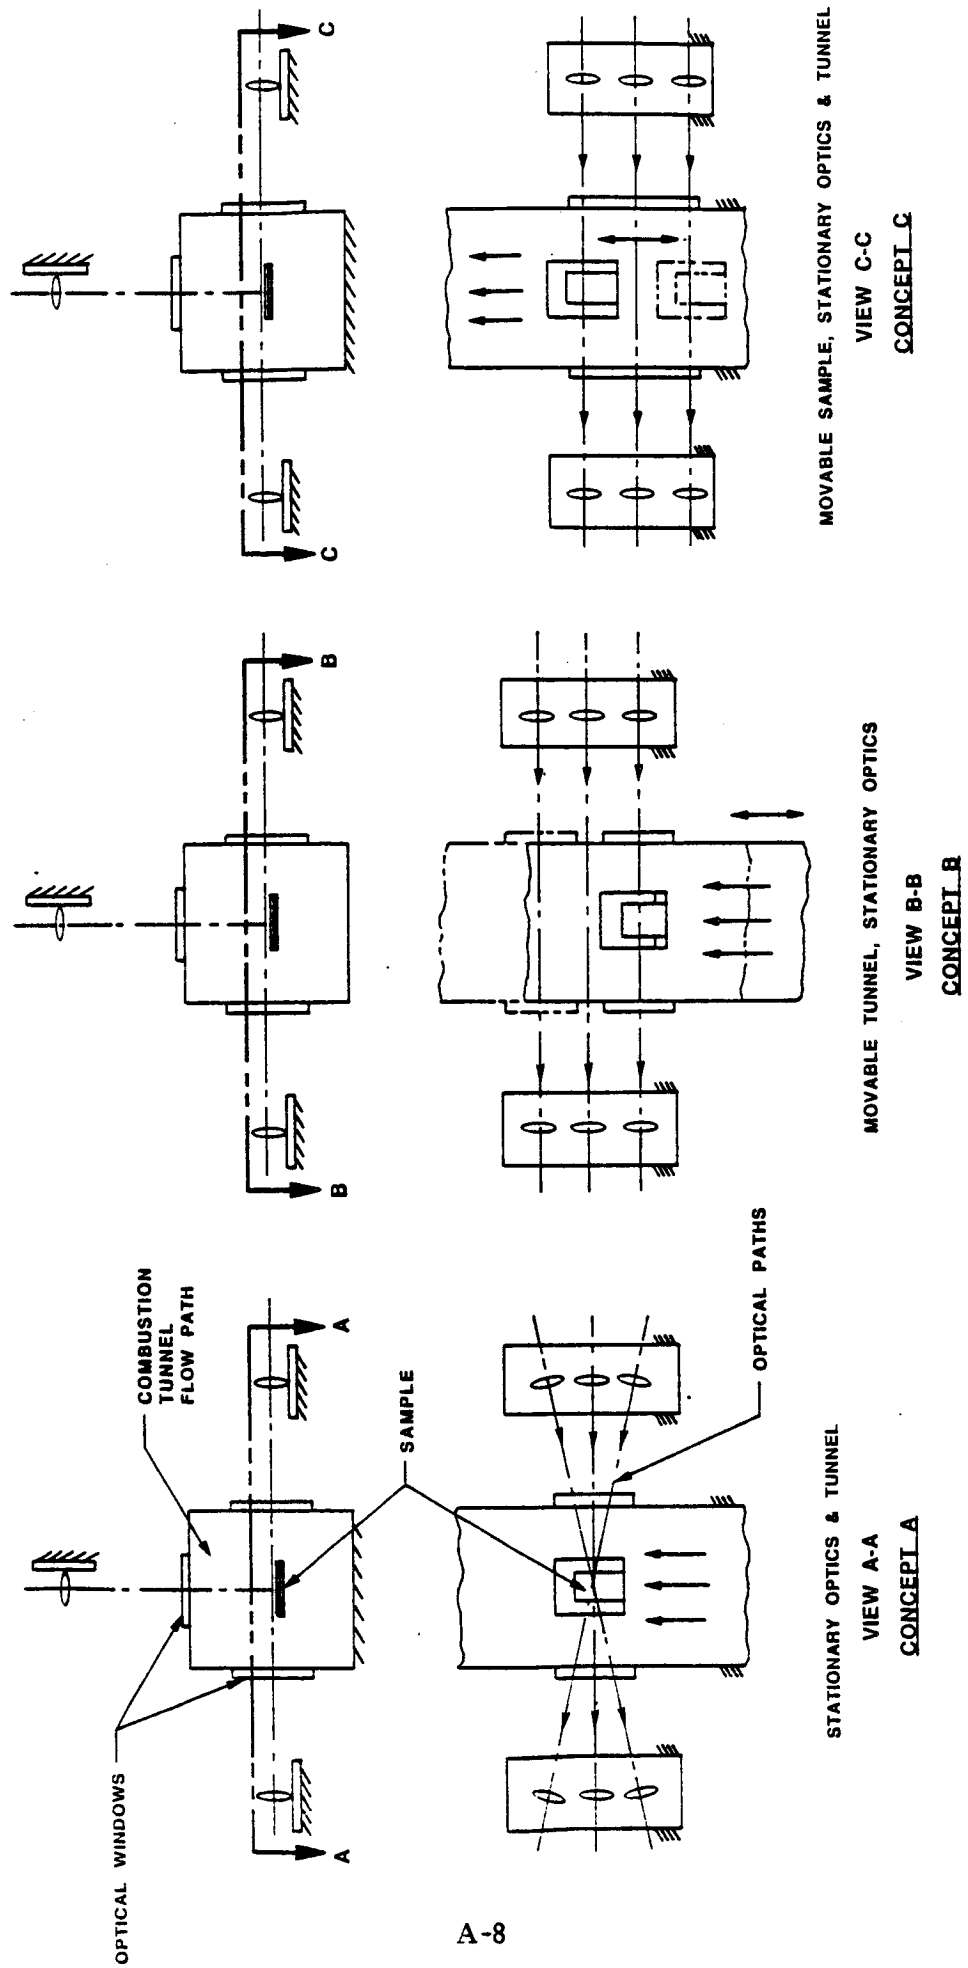 OPTICAL WINDOWS
COMBUSTION
TUNNEL
FLOW PATH
A
A
SAMPLE
OPTICAL PATHS
STATIONARY OPTICS & TUNNEL
VIEW A-A
CONCEPT A
B
B
MOVABLE TUNNEL, STATIONARY OPTICS
VIEW B-B
CONCEPT B
C
C
MOVABLE SAMPLE, STATIONARY OPTICS & TUNNEL
VIEW C-C
CONCEPT C
A-8